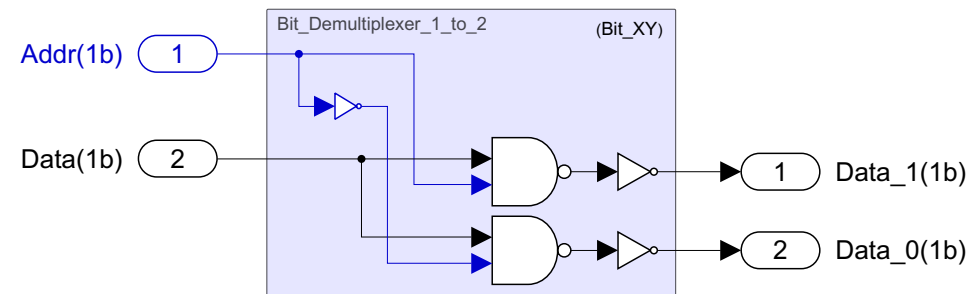 Bit_Demultiplexer_1_to_2
(Bit_XY)
Addr(1b) 1
Data(1b) 2
1 Data_1(1b)
2 Data_0(1b)